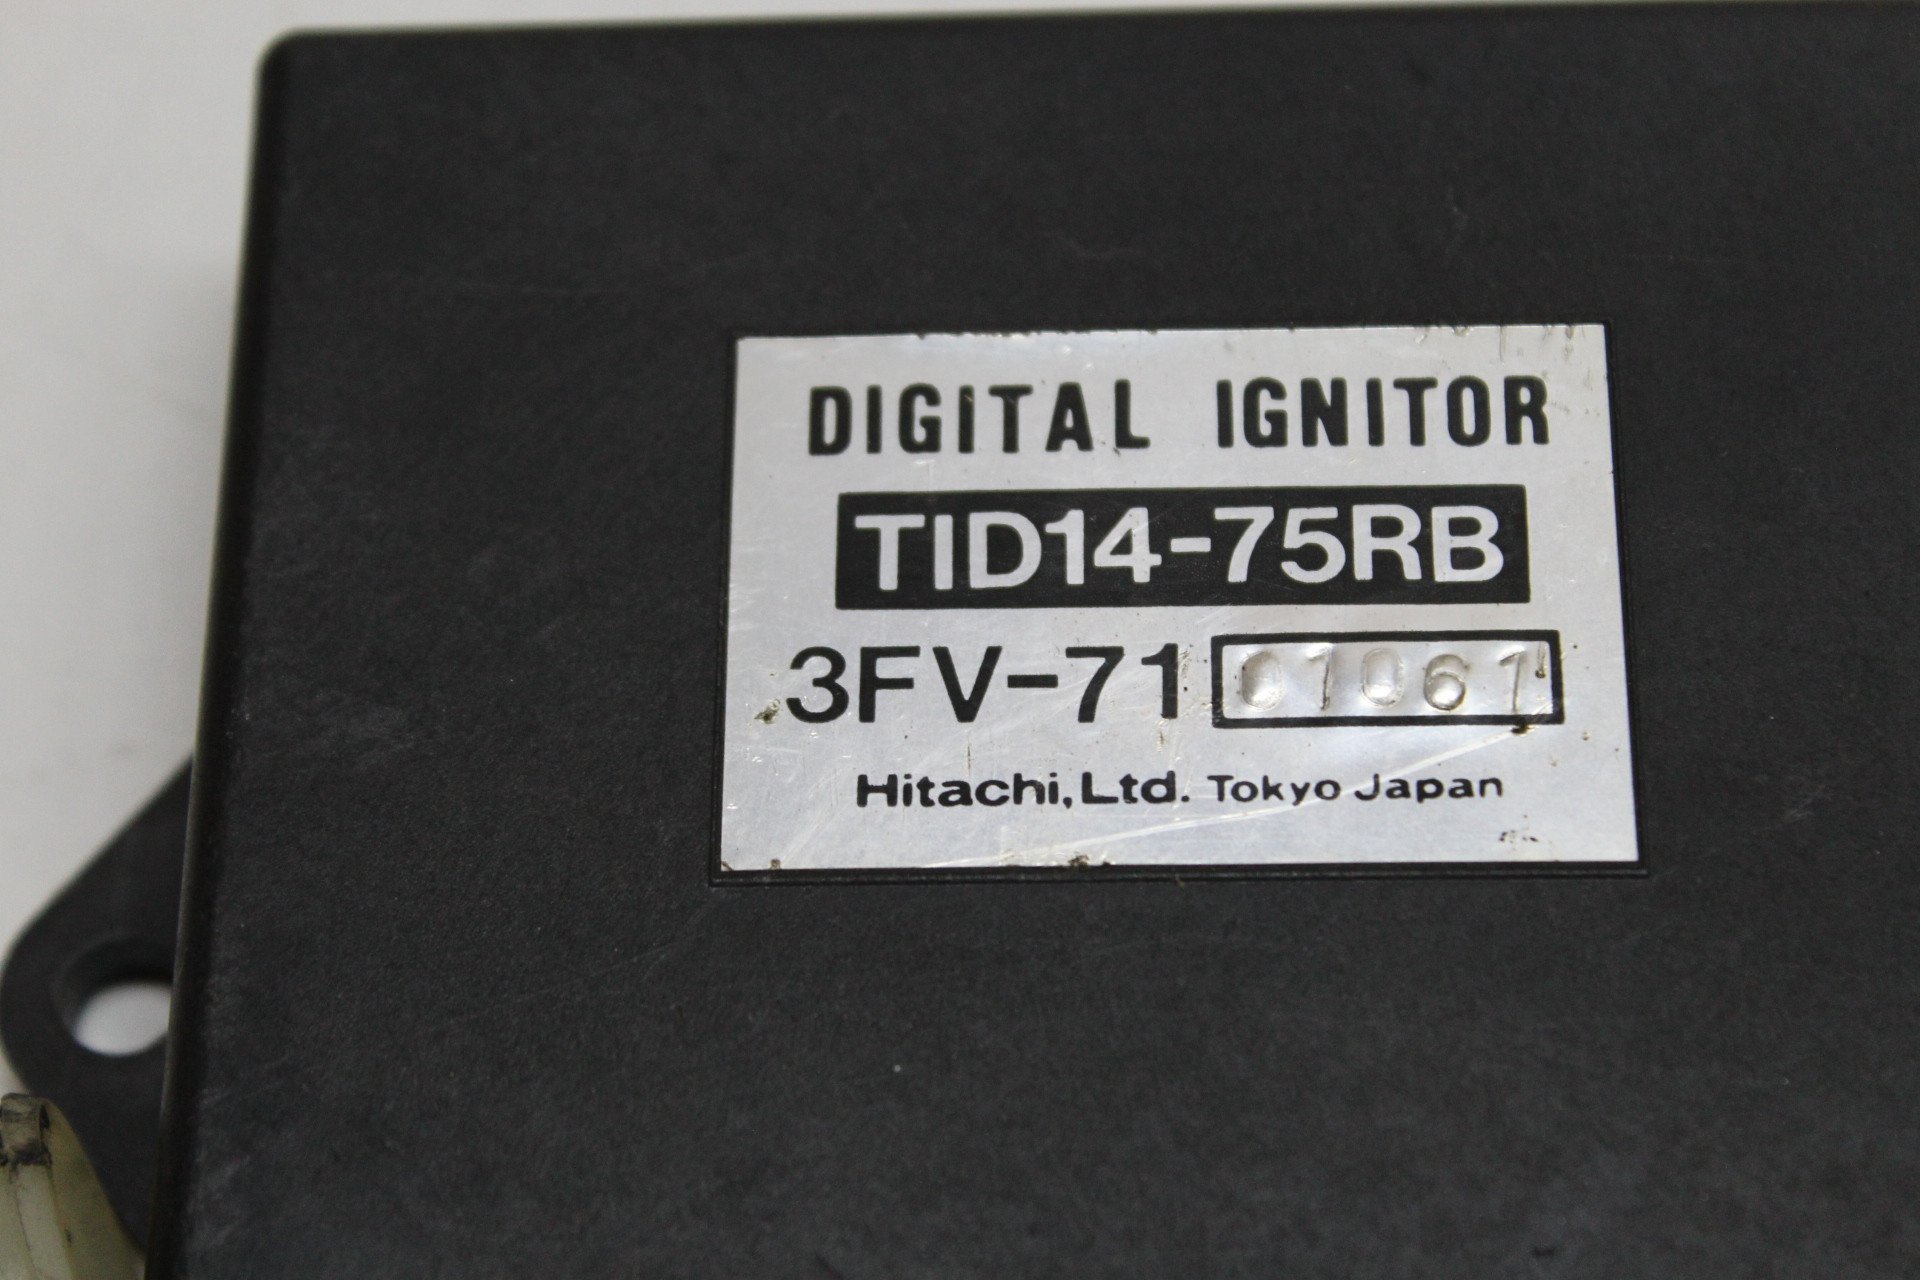 DIGITAL IGNITOR
TID14-75RB
3FV-71 01061
Hitachi, Ltd. Tokyo Japan